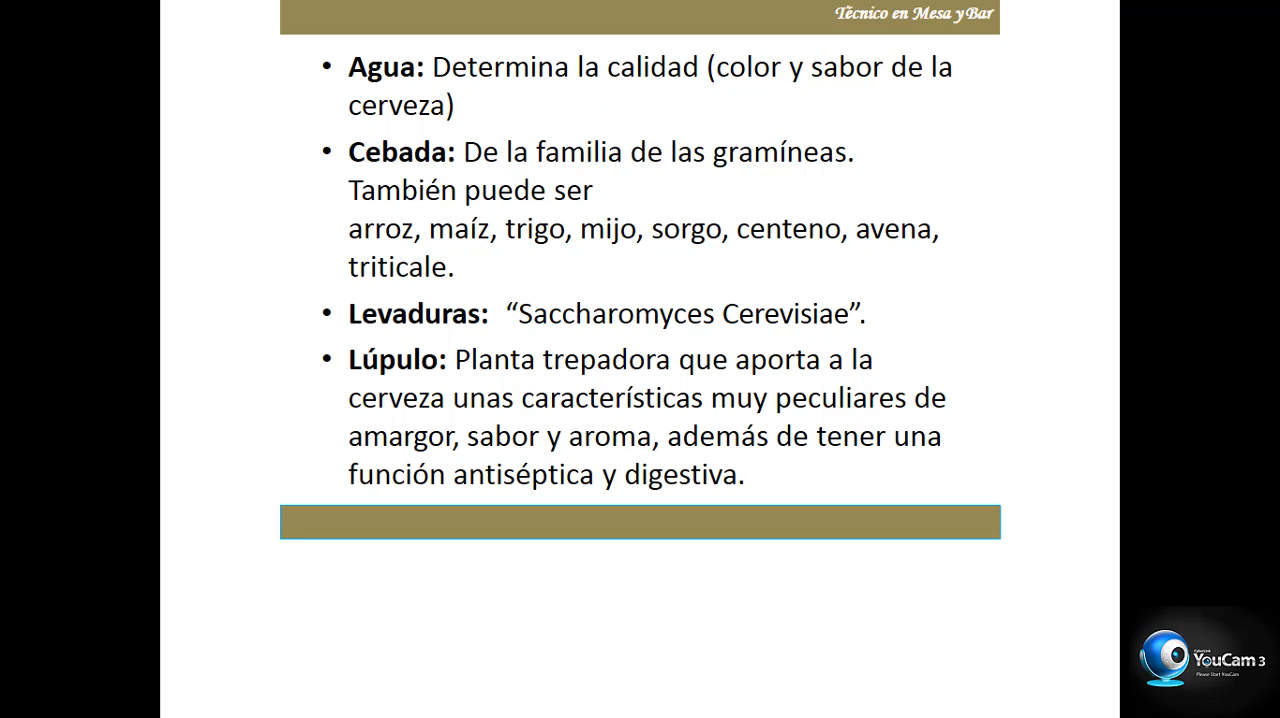 Técnico en Mesa y Bar
• Agua: Determina la calidad (color y sabor de la
cerveza)
• Cebada: De la familia de las gramíneas.
También puede ser
arroz, maíz, trigo, mijo, sorgo, centeno, avena,
triticale.
• Levaduras: “Saccharomyces Cerevisiae”.
• Lúpulo: Planta trepadora que aporta a la
cerveza unas características muy peculiares de
amargor, sabor y aroma, además de tener una
función antiséptica y digestiva.
CyberLink
YouCam 3
Please Start YouCam